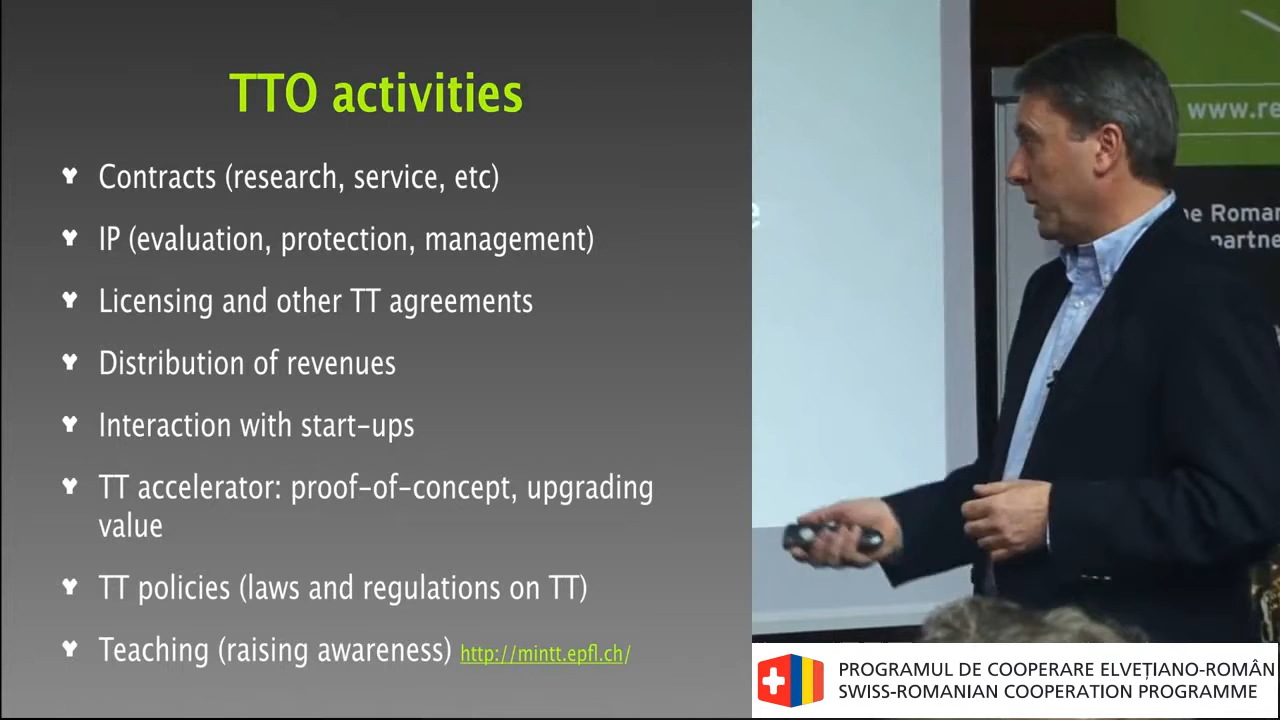 TTO activities
Contracts (research, service, etc)
IP (evaluation, protection, management)
Licensing and other TT agreements
Distribution of revenues
Interaction with start-ups
TT accelerator: proof-of-concept, upgrading
value
TT policies (laws and regulations on TT)
Teaching (raising awareness) http://mintt.epfl.ch/
www.re
Roman
partne
PROGRAMUL DE COOPERARE ELVEȚIANO-ROMÂN
SWISS-ROMANIAN COOPERATION PROGRAMME